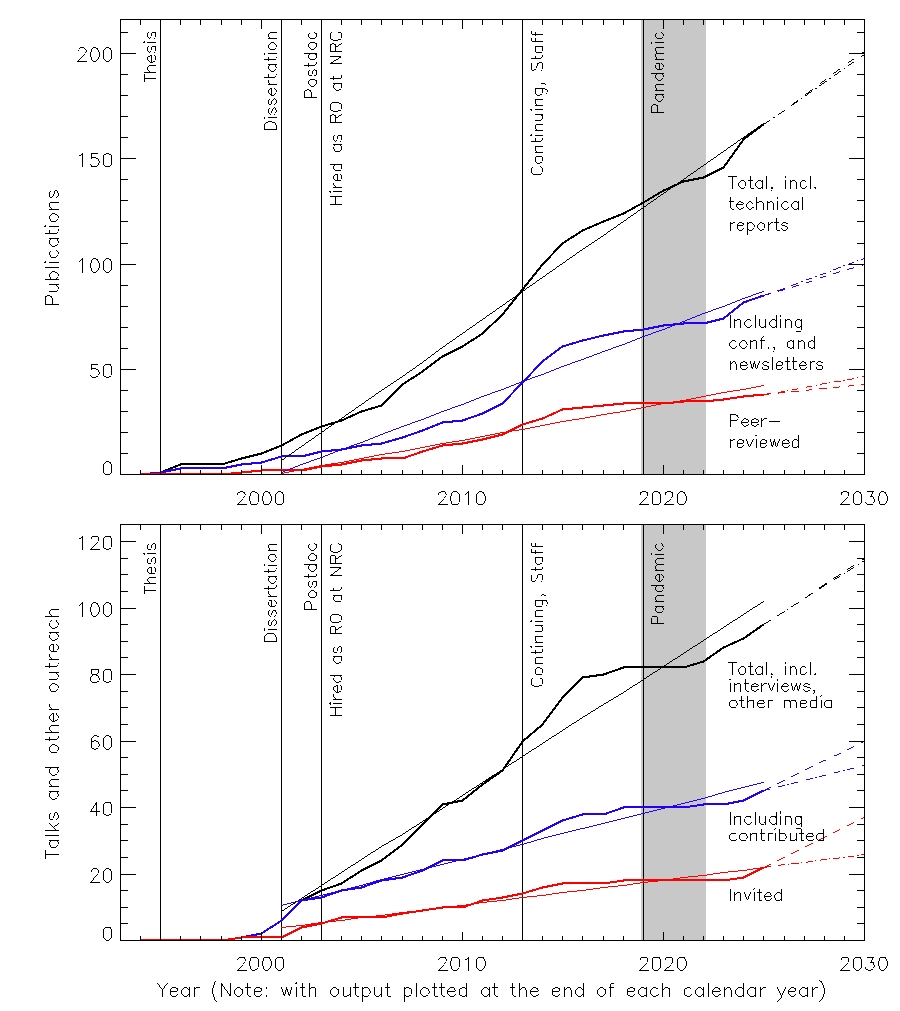 Thesis
Dissertation
Postdoc
Hired as RO at NRC
Continuing, Staff
Pandemic
200
150
100
50
0
Publications
Total, incl.
technical
reports
Including
conf., and
newsletters
Peer-
reviewed
2000 2010 2020 2030
Thesis
Dissertation
Postdoc
Hired as RO at NRC
Continuing, Staff
Pandemic
120
100
80
60
40
20
0
Talks and other outreach
Total, incl.
interviews,
other media
Including
contributed
Invited
2000 2010 2020 2030
Year (Note: with output plotted at the end of each calendar year)